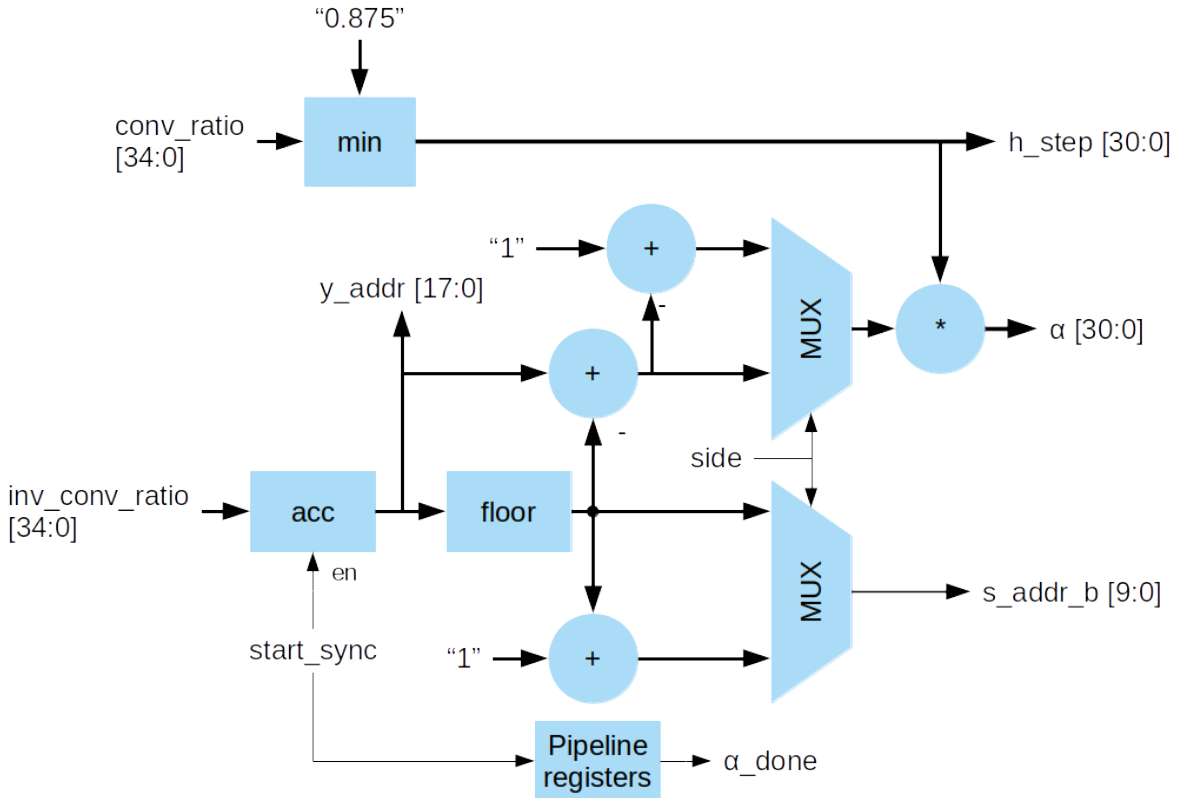 “0.875”
conv_ratio
[34:0]
min
h_step [30:0]
“1”
+
-
y_addr [17:0]
MUX
*
α [30:0]
+
-
side
inv_conv_ratio
[34:0]
acc
floor
en
MUX
s_addr_b [9:0]
start_sync
“1”
+
Pipeline
registers
α_done